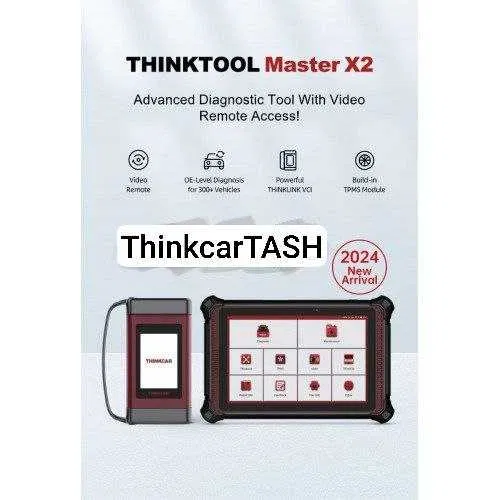 THINKTOOL Master X2
Advanced Diagnostic Tool With Video
Remote Access!
Video
Remote
OE-Level Diagnosis
for 300+ Vehicles
Powerful
THINKLINK VCI
Build-in
TPMS Module
ThinkcarTASH
2024
New
Arrival
THINKCAR